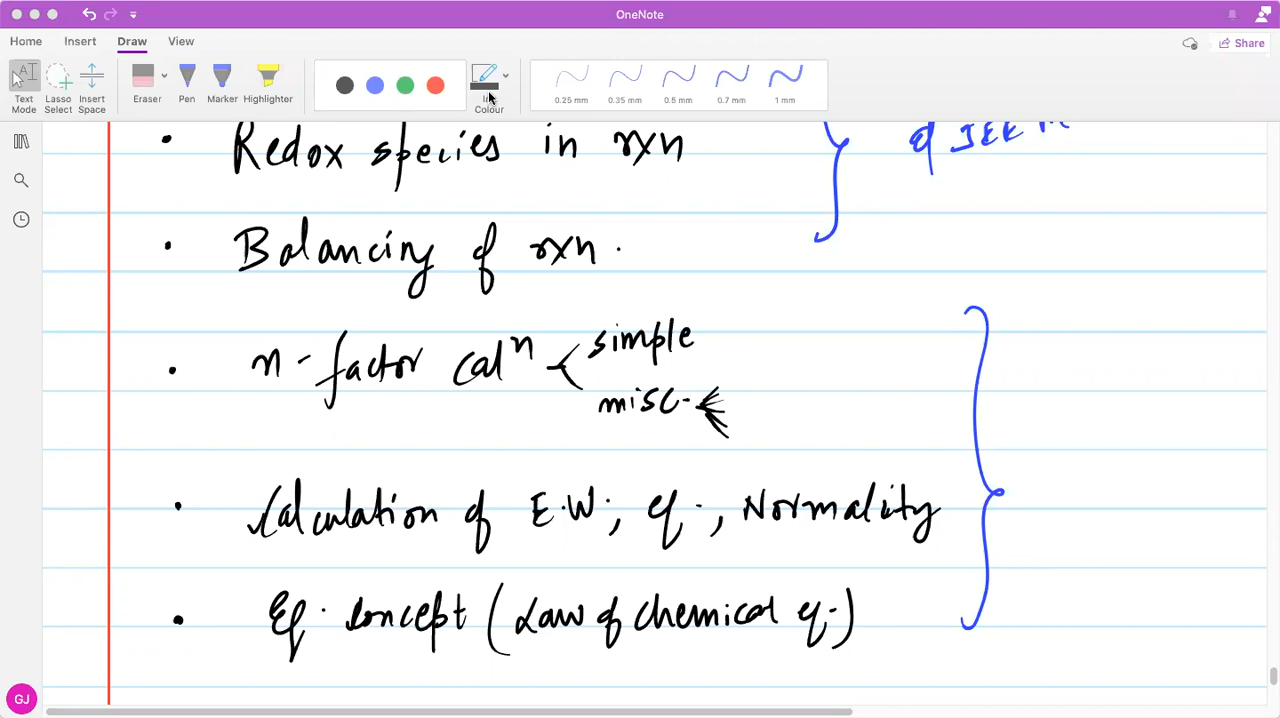 OneNote
Home Insert Draw View
Share
Text Mode
Lasso Select
Insert Space
Eraser
Pen
Marker
Highlighter
Colour
0.25 mm 0.35 mm 0.5 mm 0.7 mm 1 mm
• Redox species in rxn
of JEE M
• Balancing of rxn.
• n-factor calⁿ
simple
misc.
• Calculation of E.W; eq., Normality
• Eq. concept (Law of chemical eq.)
GJ